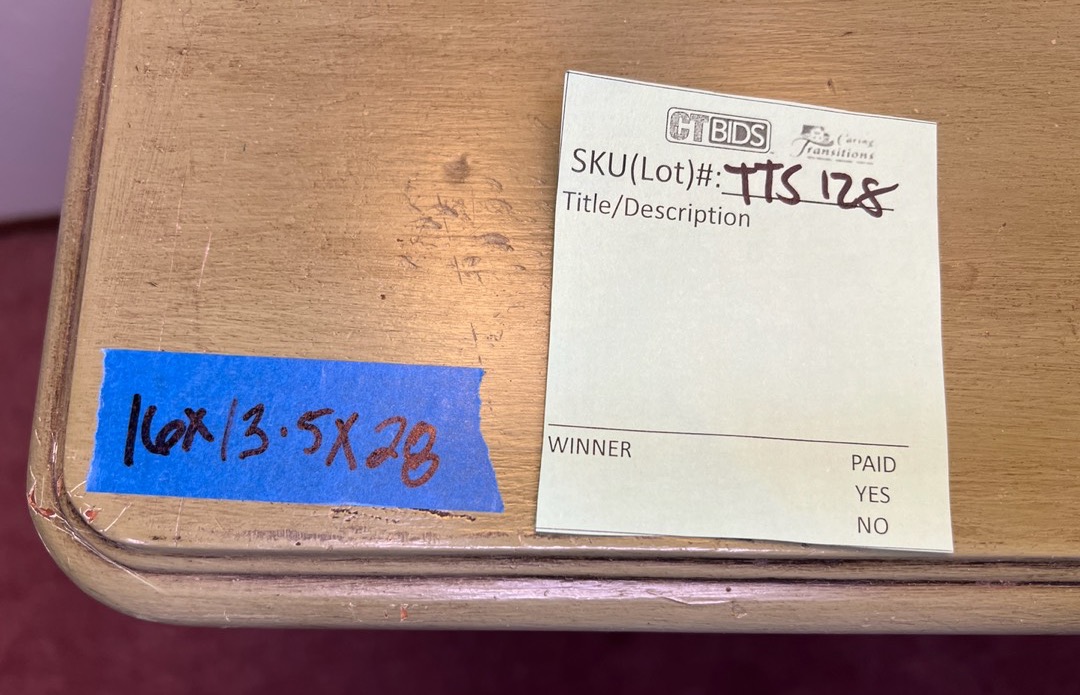 CTBIDS
Caring
Transitions
SKU(Lot)#: TTS 128
Title/Description
WINNER
PAID
YES
NO
16x13.5x28